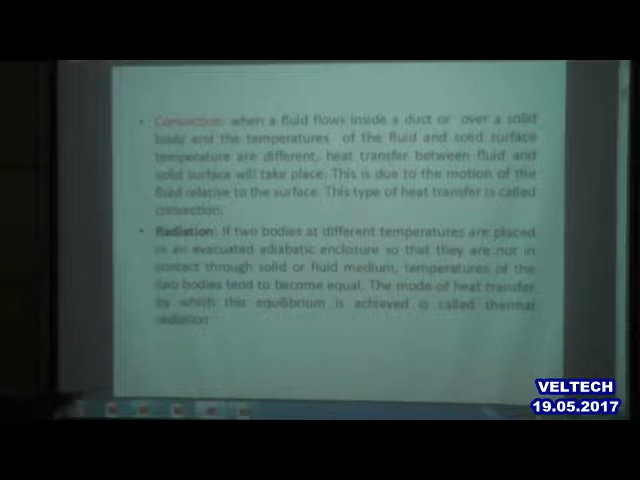 • Convection: when a fluid flows inside a duct or over a solid
body and the temperatures of the fluid and solid surface
temperature are different, heat transfer between fluid and
solid surface will take place. This is due to the motion of the
fluid relative to the surface. This type of heat transfer is called
convection.
• Radiation: If two bodies at different temperatures are placed
in an evacuated adiabatic enclosure so that they are not in
contact through solid or fluid medium, temperatures of the
two bodies tend to become equal. The mode of heat transfer
by which this equilibrium is achieved is called thermal
radiation
VELTECH
19.05.2017